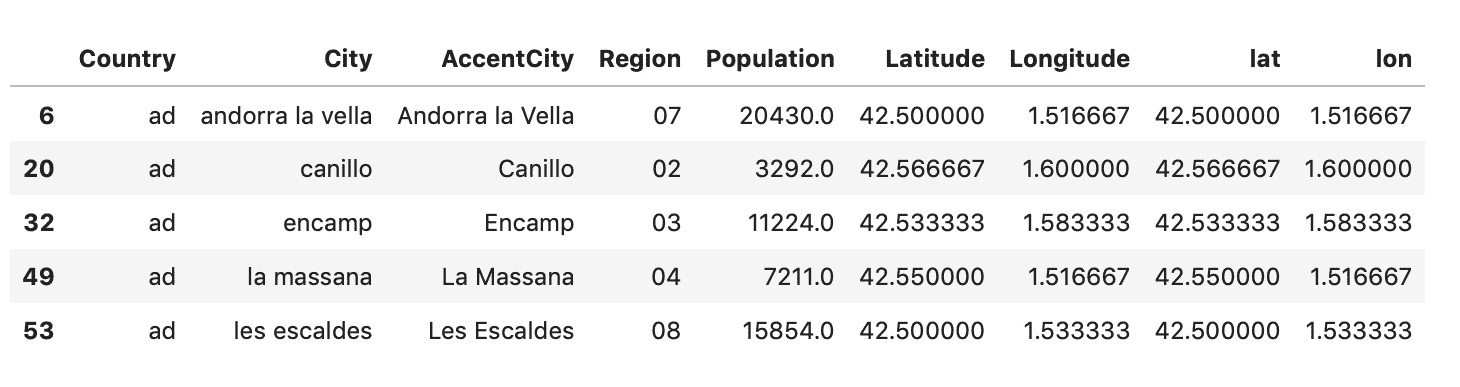 Country City AccentCity Region Population Latitude Longitude lat lon
6 ad andorra la vella Andorra la Vella 07 20430.0 42.500000 1.516667 42.500000 1.516667
20 ad canillo Canillo 02 3292.0 42.566667 1.600000 42.566667 1.600000
32 ad encamp Encamp 03 11224.0 42.533333 1.583333 42.533333 1.583333
49 ad la massana La Massana 04 7211.0 42.550000 1.516667 42.550000 1.516667
53 ad les escaldes Les Escaldes 08 15854.0 42.500000 1.533333 42.500000 1.533333